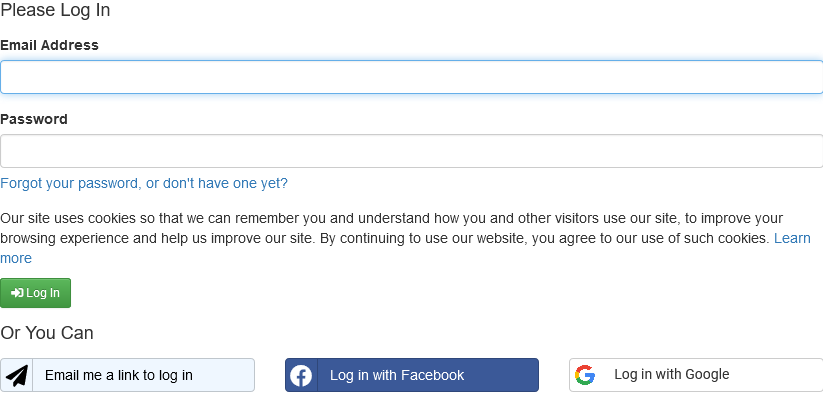 Please Log In
Email Address
Password
Forgot your password, or don't have one yet?
Our site uses cookies so that we can remember you and understand how you and other visitors use our site, to improve your
browsing experience and help us improve our site. By continuing to use our website, you agree to our use of such cookies. Learn
more
Log In
Or You Can
Email me a link to log in
Log in with Facebook
Log in with Google